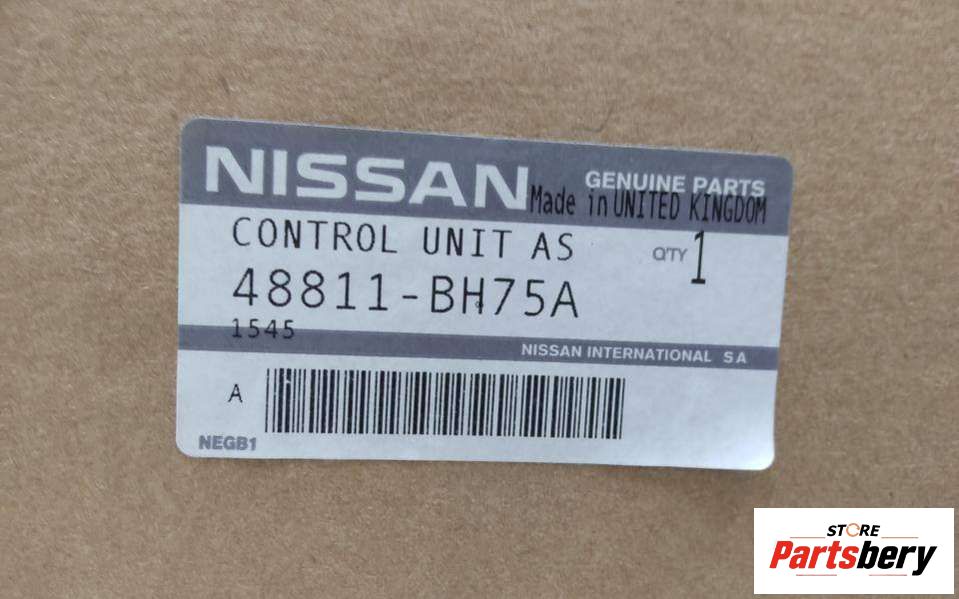 NISSAN
GENUINE PARTS
Made in UNITED KINGDOM
CONTROL UNIT AS
Q'TY 1
48811-BH75A
1545
NISSAN INTERNATIONAL SA
A
NEGB1
STORE
Partsbery